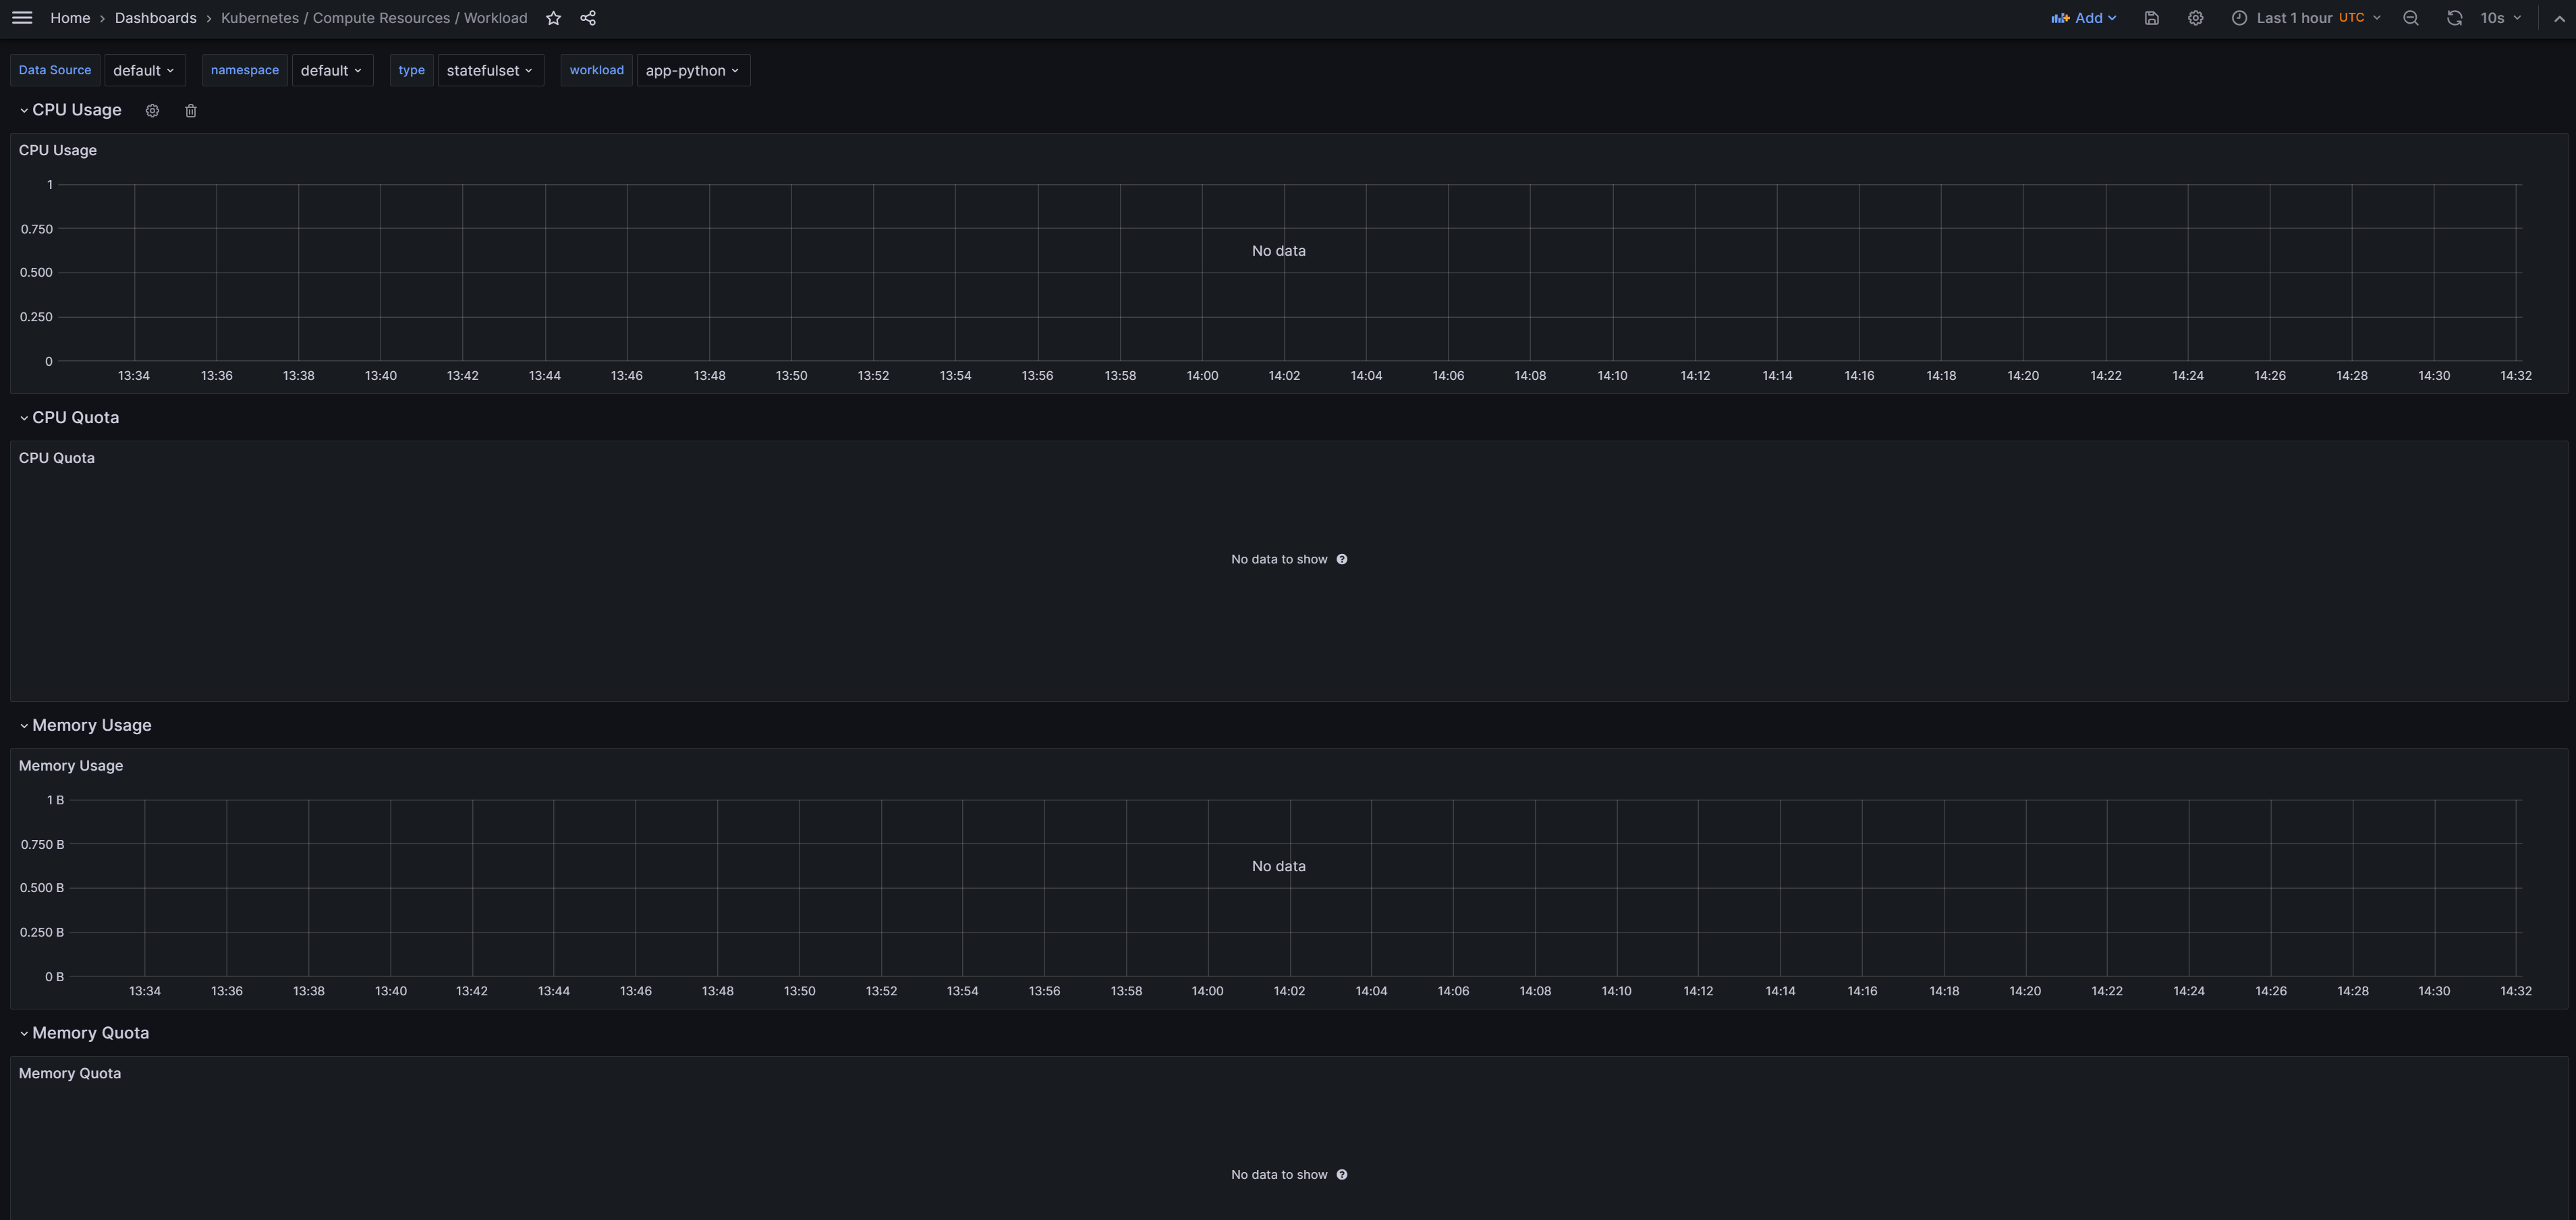 Home › Dashboards › Kubernetes / Compute Resources / Workload Add Last 1 hour UTC 10s
Data Source default namespace default type statefulset workload app-python
CPU Usage
CPU Usage
1
0.750
No data
0.500
0.250
0
13:34 13:36 13:38 13:40 13:42 13:44 13:46 13:48 13:50 13:52 13:54 13:56 13:58 14:00 14:02 14:04 14:06 14:08 14:10 14:12 14:14 14:16 14:18 14:20 14:22 14:24 14:26 14:28 14:30 14:32
CPU Quota
CPU Quota
No data to show
Memory Usage
Memory Usage
1 B
0.750 B
No data
0.500 B
0.250 B
0 B
13:34 13:36 13:38 13:40 13:42 13:44 13:46 13:48 13:50 13:52 13:54 13:56 13:58 14:00 14:02 14:04 14:06 14:08 14:10 14:12 14:14 14:16 14:18 14:20 14:22 14:24 14:26 14:28 14:30 14:32
Memory Quota
Memory Quota
No data to show